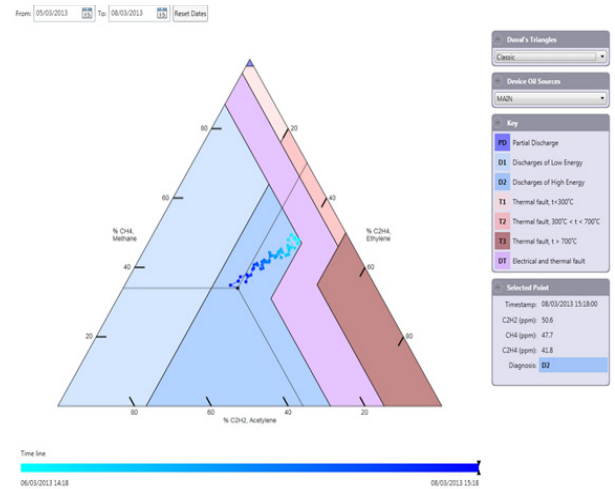 From: 05/03/2013 15 To: 08/03/2013 15 Reset Dates
Duval's Triangles
Classic
Device Oil Sources
MAIN
Key
PD Partial Discharge
D1 Discharges of Low Energy
D2 Discharges of High Energy
T1 Thermal fault, t<300°C
T2 Thermal fault, 300°C < t < 700°C
T3 Thermal fault, t > 700°C
DT Electrical and thermal fault
Selected Point
Timestamp: 08/03/2013 15:18:00
C2H2 (ppm): 50.6
CH4 (ppm): 47.7
C2H4 (ppm): 41.8
Diagnosis: D2
80 20
60 40
% CH4,
Methane
% C2H4,
Ethylene
40 60
20 80
80 60 40 20
% C2H2, Acetylene
Time line
06/03/2013 14:18 08/03/2013 15:18